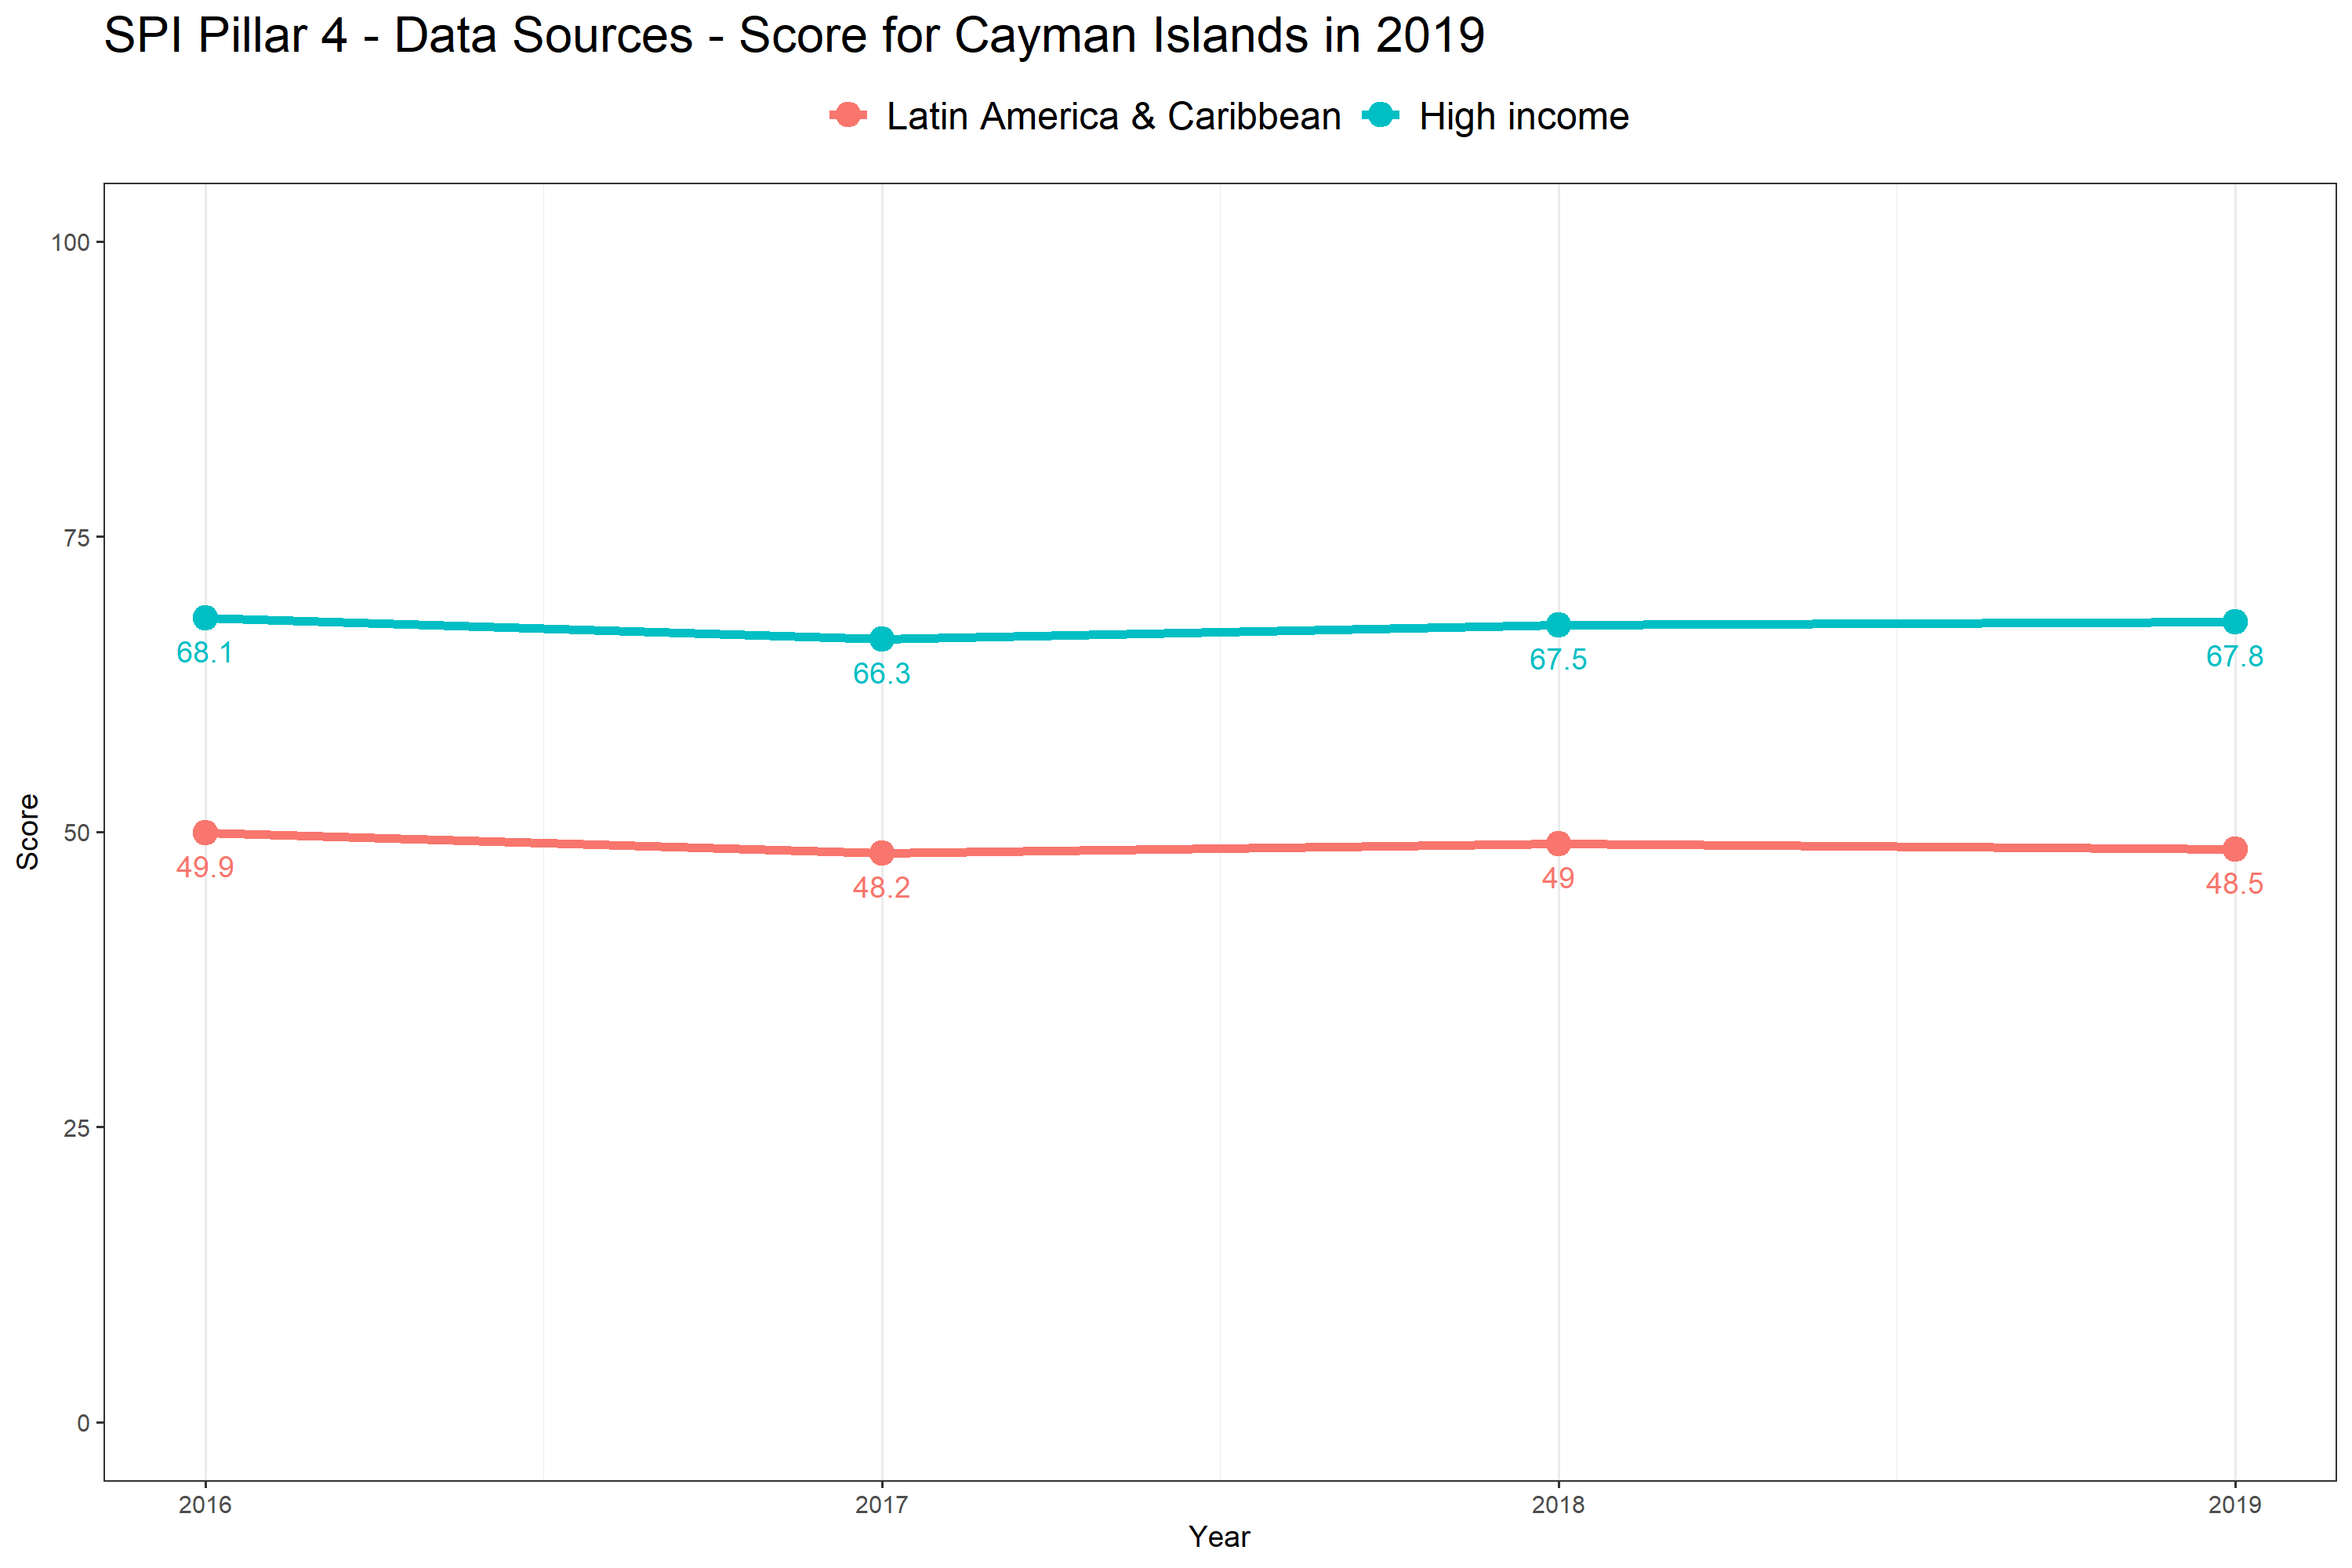 SPI Pillar 4 - Data Sources - Score for Cayman Islands in 2019
Latin America & Caribbean High income
100
75
50
25
0
Score
68.1 66.3 67.5 67.8
49.9 48.2 49 48.5
2016 2017 2018 2019
Year